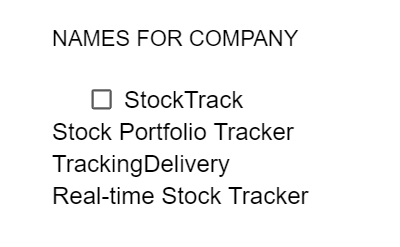 NAMES FOR COMPANY
StockTrack
Stock Portfolio Tracker
TrackingDelivery
Real-time Stock Tracker